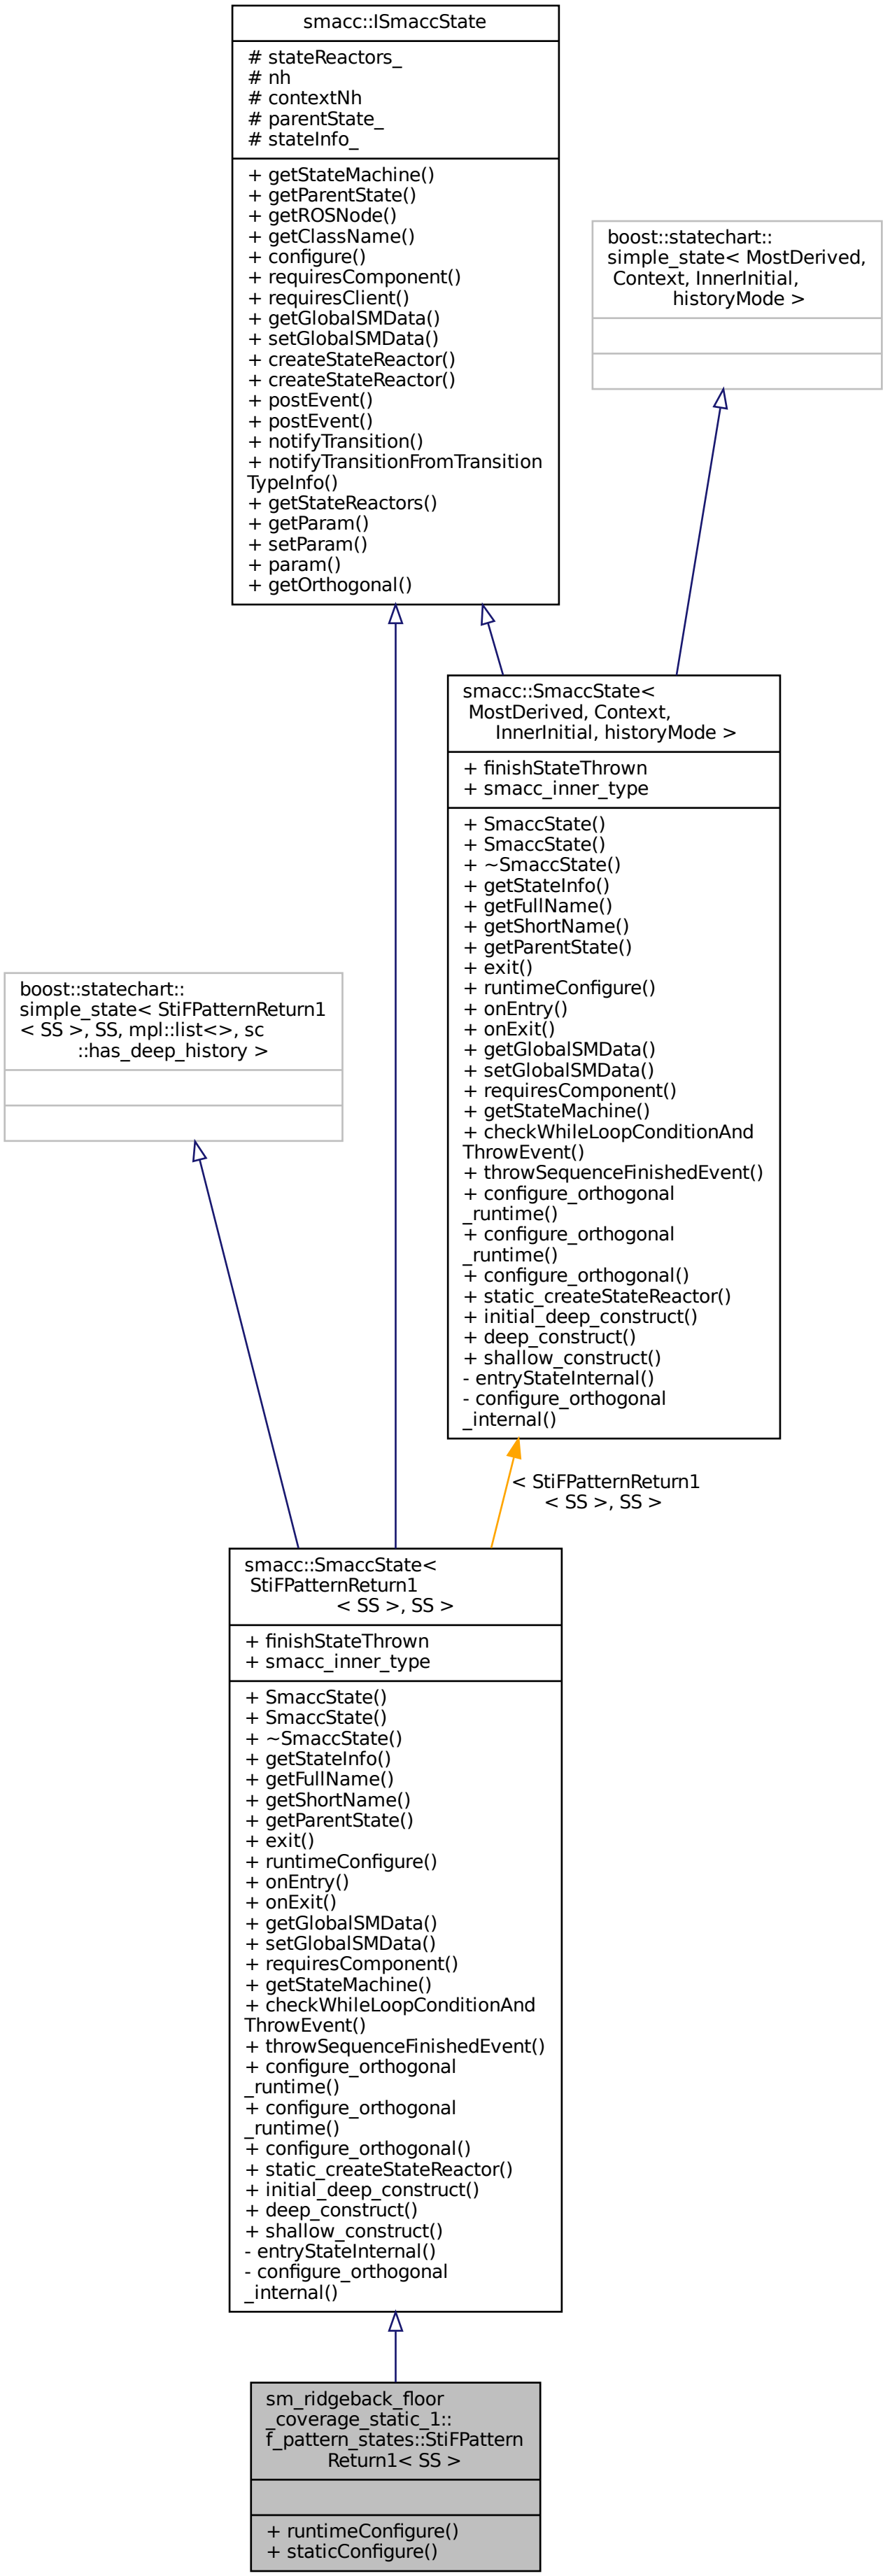 smacc::ISmaccState
# stateReactors_
# nh
# contextNh
# parentState_
# stateInfo_
+ getStateMachine()
+ getParentState()
+ getROSNode()
+ getClassName()
+ configure()
+ requiresComponent()
+ requiresClient()
+ getGlobalSMData()
+ setGlobalSMData()
+ createStateReactor()
+ createStateReactor()
+ postEvent()
+ postEvent()
+ notifyTransition()
+ notifyTransitionFromTransition
TypeInfo()
+ getStateReactors()
+ getParam()
+ setParam()
+ param()
+ getOrthogonal()
boost::statechart::
simple_state< MostDerived,
Context, InnerInitial,
historyMode >
smacc::SmaccState<
MostDerived, Context,
InnerInitial, historyMode >
+ finishStateThrown
+ smacc_inner_type
+ SmaccState()
+ SmaccState()
+ ~SmaccState()
+ getStateInfo()
+ getFullName()
+ getShortName()
+ getParentState()
+ exit()
+ runtimeConfigure()
+ onEntry()
+ onExit()
+ getGlobalSMData()
+ setGlobalSMData()
+ requiresComponent()
+ getStateMachine()
+ checkWhileLoopConditionAnd
ThrowEvent()
+ throwSequenceFinishedEvent()
+ configure_orthogonal
_runtime()
+ configure_orthogonal
_runtime()
+ configure_orthogonal()
+ static_createStateReactor()
+ initial_deep_construct()
+ deep_construct()
+ shallow_construct()
- entryStateInternal()
- configure_orthogonal
_internal()
boost::statechart::
simple_state< StiFPatternReturn1
< SS >, SS, mpl::list<>, sc
::has_deep_history >
< StiFPatternReturn1
< SS >, SS >
smacc::SmaccState<
StiFPatternReturn1
< SS >, SS >
+ finishStateThrown
+ smacc_inner_type
+ SmaccState()
+ SmaccState()
+ ~SmaccState()
+ getStateInfo()
+ getFullName()
+ getShortName()
+ getParentState()
+ exit()
+ runtimeConfigure()
+ onEntry()
+ onExit()
+ getGlobalSMData()
+ setGlobalSMData()
+ requiresComponent()
+ getStateMachine()
+ checkWhileLoopConditionAnd
ThrowEvent()
+ throwSequenceFinishedEvent()
+ configure_orthogonal
_runtime()
+ configure_orthogonal
_runtime()
+ configure_orthogonal()
+ static_createStateReactor()
+ initial_deep_construct()
+ deep_construct()
+ shallow_construct()
- entryStateInternal()
- configure_orthogonal
_internal()
sm_ridgeback_floor
_coverage_static_1::
f_pattern_states::StiFPattern
Return1< SS >
+ runtimeConfigure()
+ staticConfigure()